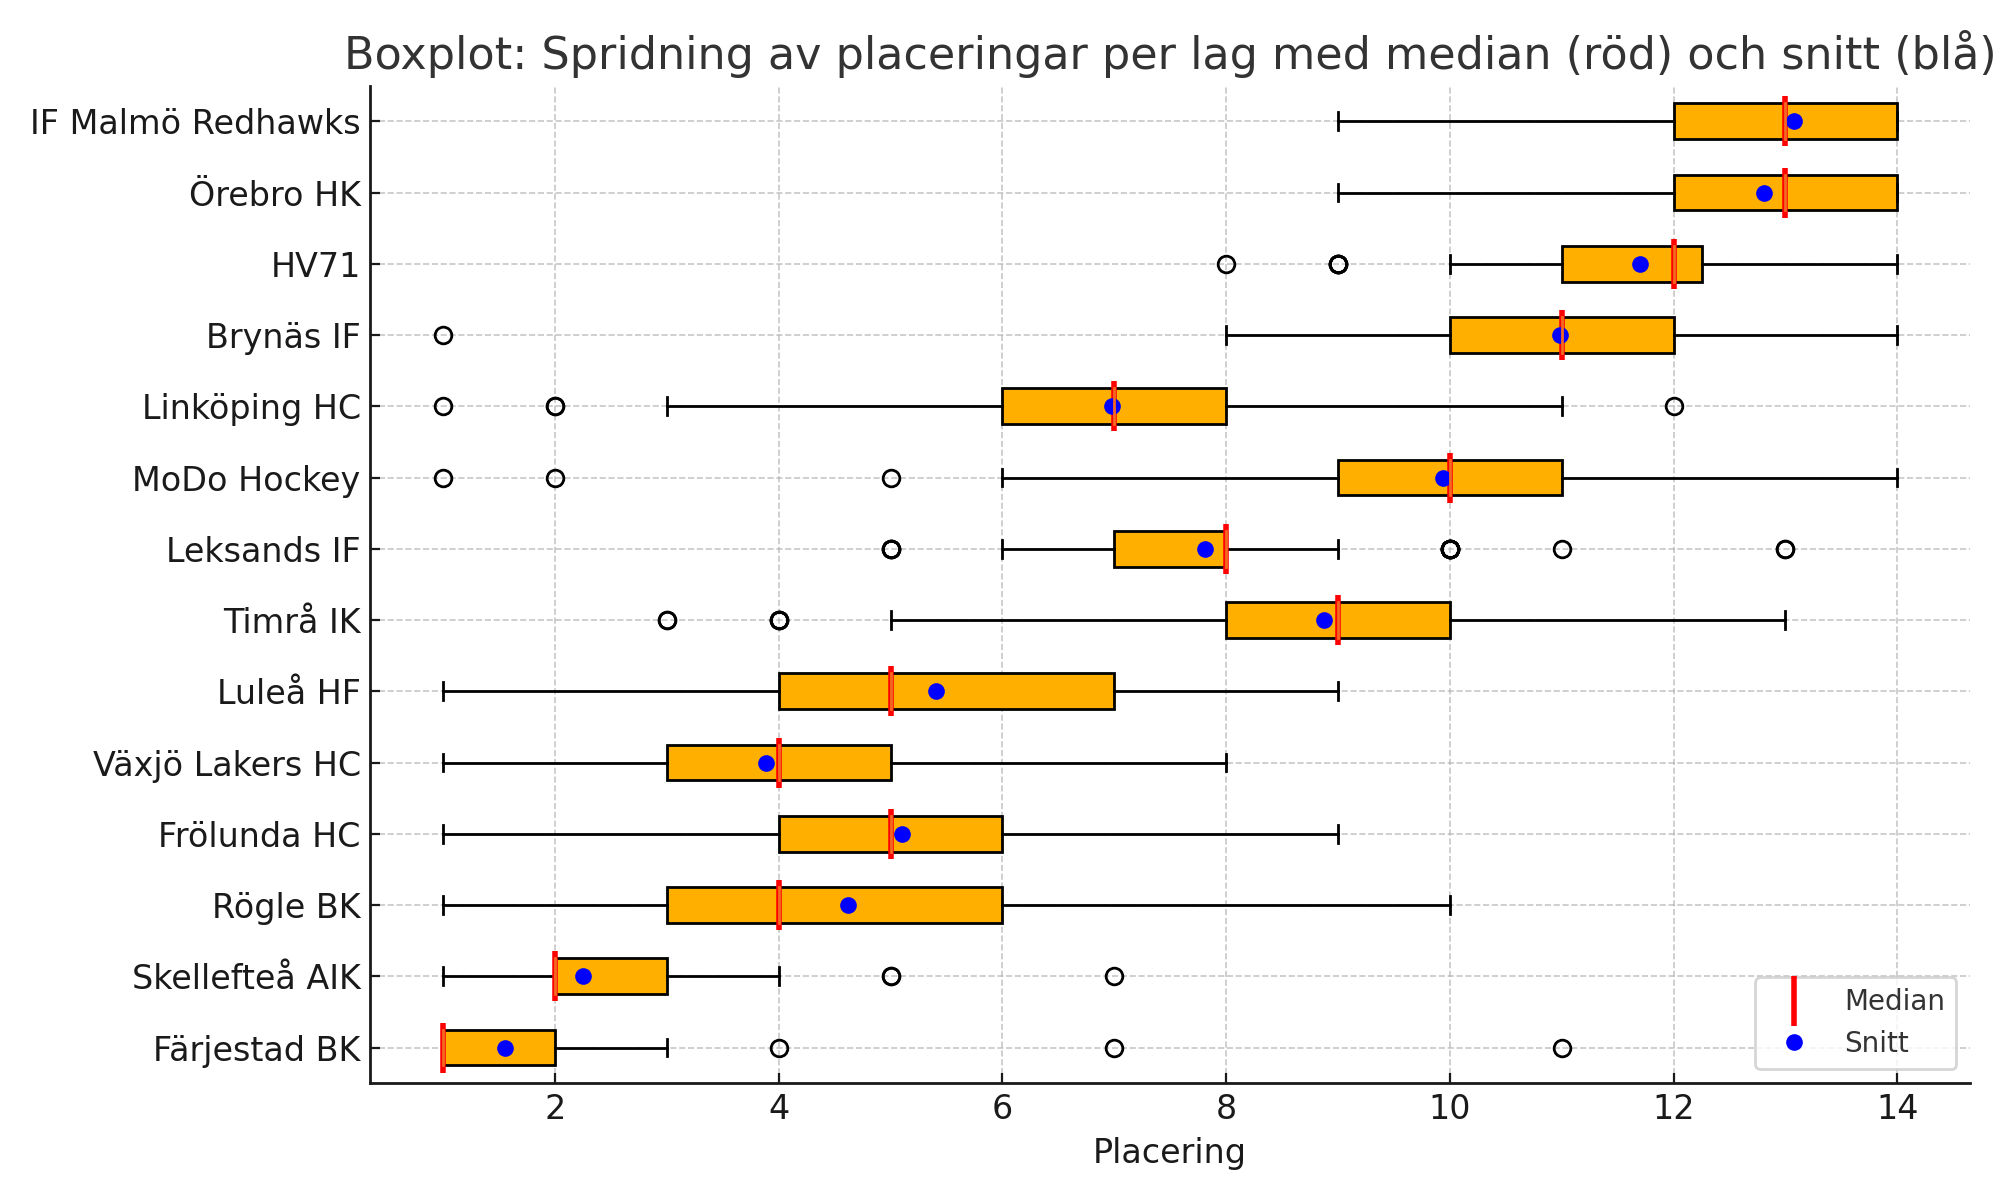 Boxplot: Spridning av placeringar per lag med median (röd) och snitt (blå)
IF Malmö Redhawks
Örebro HK
HV71
Brynäs IF
Linköping HC
MoDo Hockey
Leksands IF
Timrå IK
Luleå HF
Växjö Lakers HC
Frölunda HC
Rögle BK
Skellefteå AIK
Färjestad BK
Median
Snitt
2 4 6 8 10 12 14
Placering